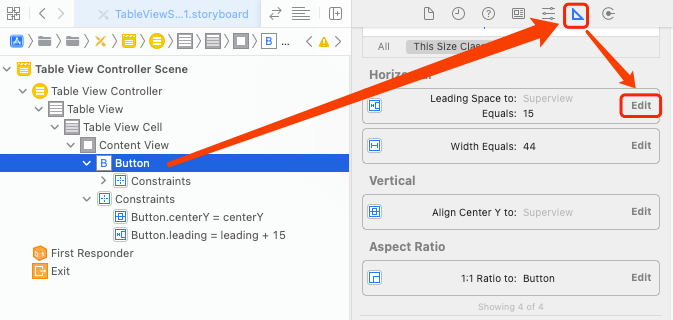 TableViewS...1.storyboard
B ...
All This Size Class
Table View Controller Scene
Table View Controller
Table View
Table View Cell
Content View
B Button
Constraints
Constraints
Button.centerY = centerY
Button.leading = leading + 15
First Responder
Exit
Leading Space to: Superview
Equals: 15
Edit
Width Equals: 44
Edit
Vertical
Align Center Y to: Superview
Edit
Aspect Ratio
1:1 Ratio to: Button
Edit
Showing 4 of 4